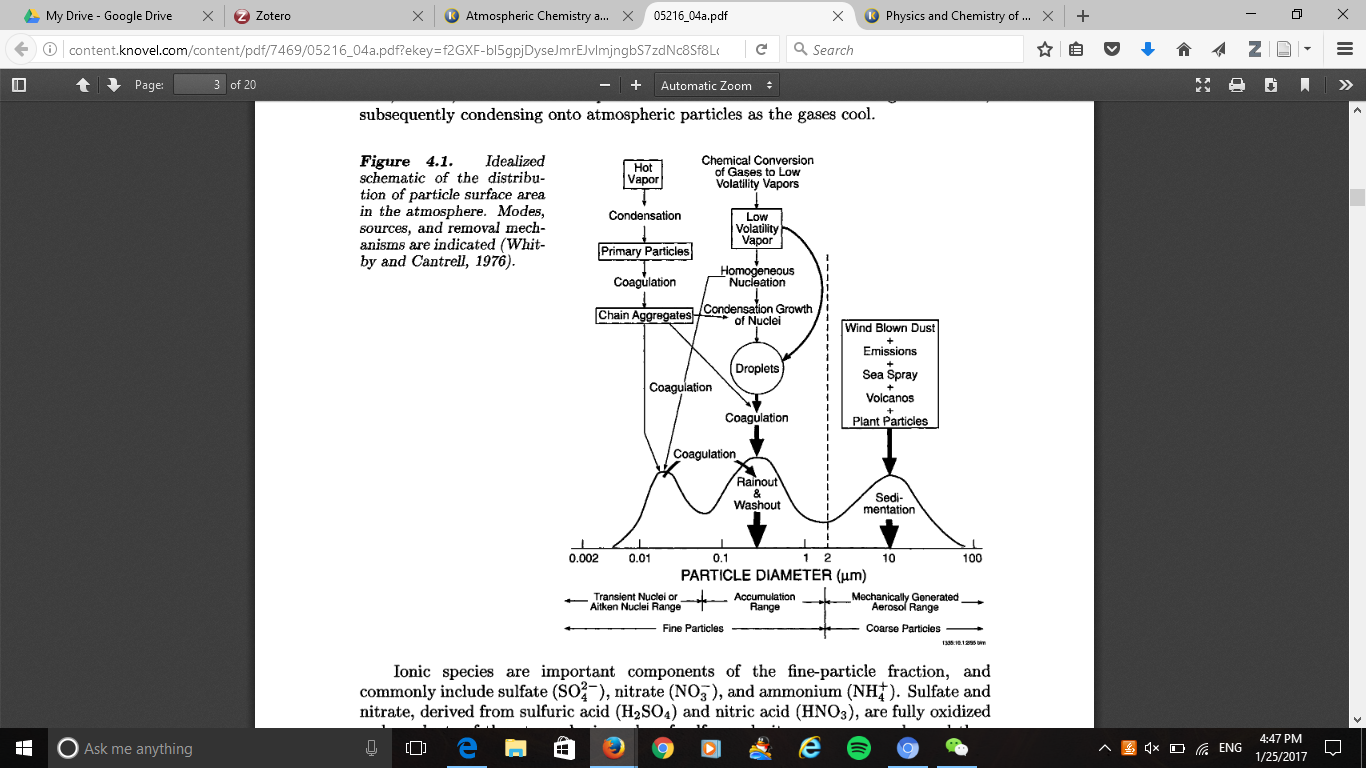 My Drive - Google Drive
Zotero
Atmospheric Chemistry a...
05216_04a.pdf
Physics and Chemistry of ...
content.knovel.com/content/pdf/7469/05216_04a.pdf?ekey=
Search
Page: 3 of 20
Automatic Zoom
subsequently condensing onto atmospheric particles as the gases cool.
Figure 4.1. Idealized
schematic of the distribu-
tion of particle surface area
in the atmosphere. Modes,
sources, and removal mech-
anisms are indicated (Whit-
by and Cantrell, 1976).
Hot
Vapor
Condensation
Primary Particles
Coagulation
Chain Aggregates
Chemical Conversion
of Gases to Low
Volatility Vapors
Low
Volatility
Vapor
Homogeneous
Nucleation
Condensation Growth
of Nuclei
Droplets
Coagulation
Coagulation
Coagulation
Rainout
&
Washout
Wind Blown Dust
+
Emissions
+
Sea Spray
+
Volcanos
+
Plant Particles
Sedi-
mentation
0.002 0.01 0.1 1 2 10 100
PARTICLE DIAMETER (μm)
Transient Nuclei or
Aitken Nuclei Range
Accumulation
Range
Mechanically Generated
Aerosol Range
Fine Particles
Coarse Particles
Ionic species are important components of the fine-particle fraction, and
commonly include sulfate (SO₄²⁻), nitrate (NO₃⁻), and ammonium (NH₄⁺). Sulfate and
nitrate, derived from sulfuric acid (H₂SO₄) and nitric acid (HNO₃), are fully oxidized
Ask me anything
ENG
4:47 PM
1/25/2017